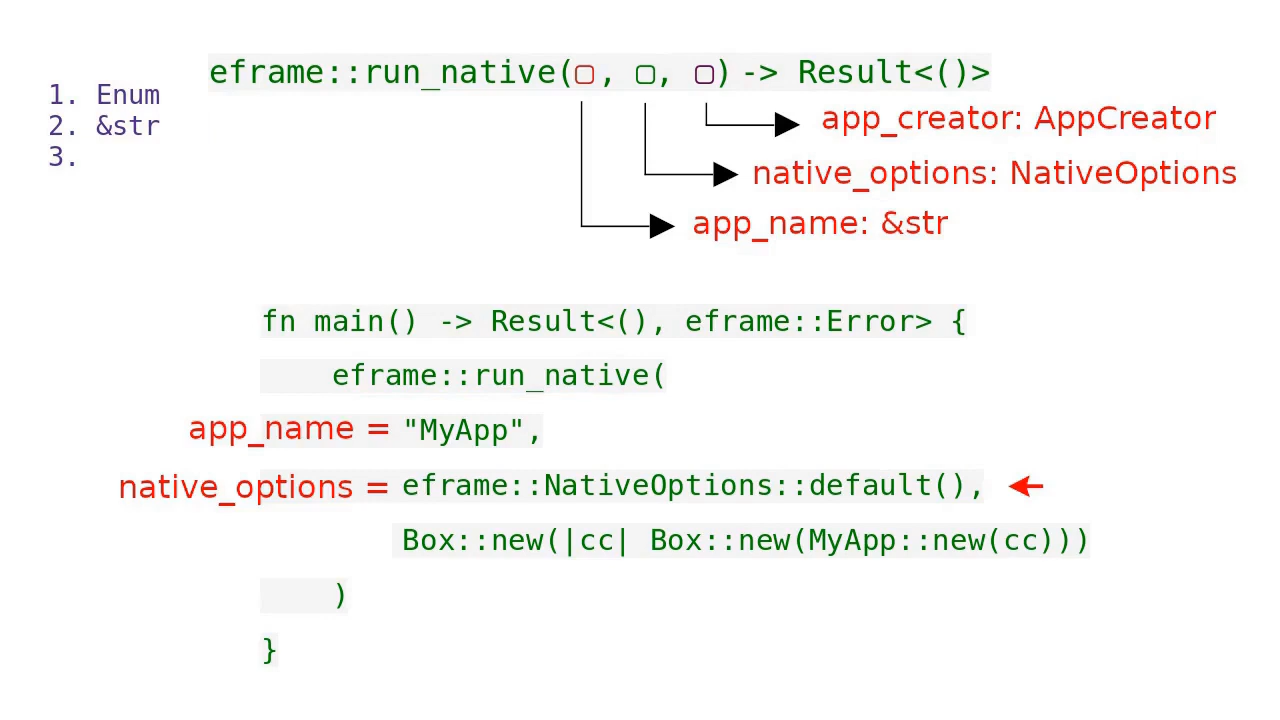 eframe::run_native(▢, ▢, ▢) -> Result<()>
1. Enum
2. &str
3.
app_creator: AppCreator
native_options: NativeOptions
app_name: &str
fn main() -> Result<(), eframe::Error> {
eframe::run_native(
app_name = "MyApp",
native_options = eframe::NativeOptions::default(),
Box::new(|cc| Box::new(MyApp::new(cc)))
)
}